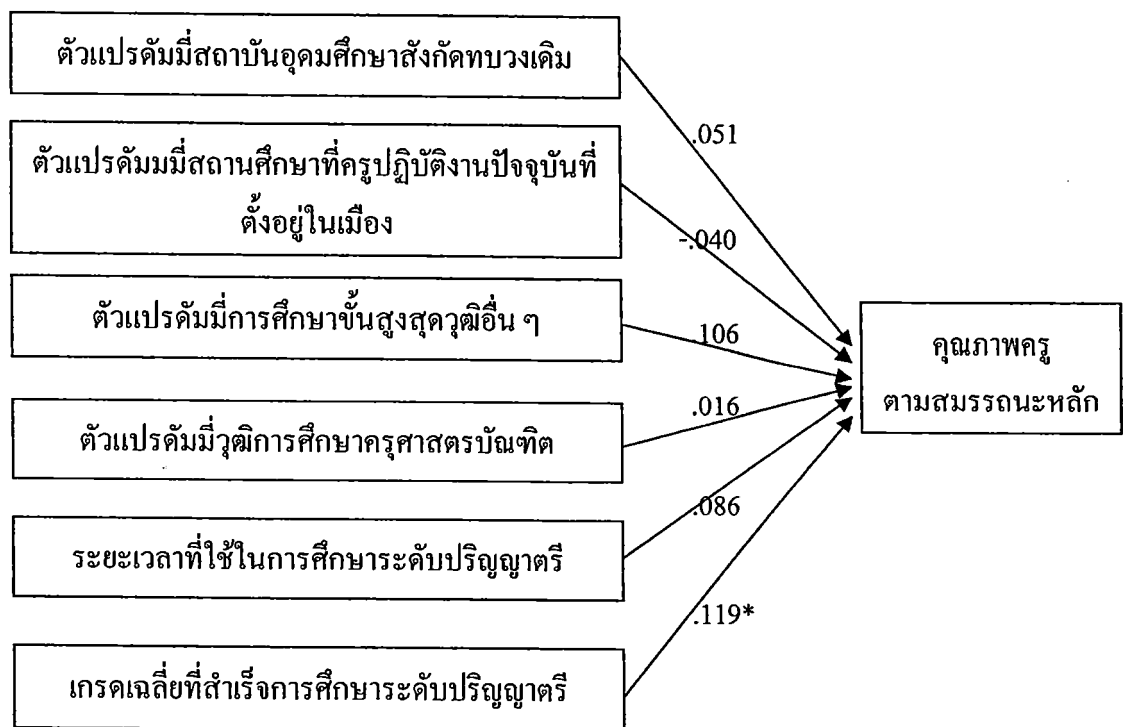 ตัวแปรดัมมี่สถาบันอุดมศึกษาสังกัดทบวงเดิม
.051
ตัวแปรดัมมมี่สถานศึกษาที่ครูปฏิบัติงานปัจจุบันที่
ตั้งอยู่ในเมือง
-.040
ตัวแปรดัมมี่การศึกษาขั้นสูงสุดวุฒิอื่น ๆ
.106
คุณภาพครู
ตามสมรรถนะหลัก
ตัวแปรดัมมี่วุฒิการศึกษาครุศาสตรบัณฑิต
.016
ระยะเวลาที่ใช้ในการศึกษาระดับปริญญาตรี
.086
เกรดเฉลี่ยที่สำเร็จการศึกษาระดับปริญญาตรี
.119*